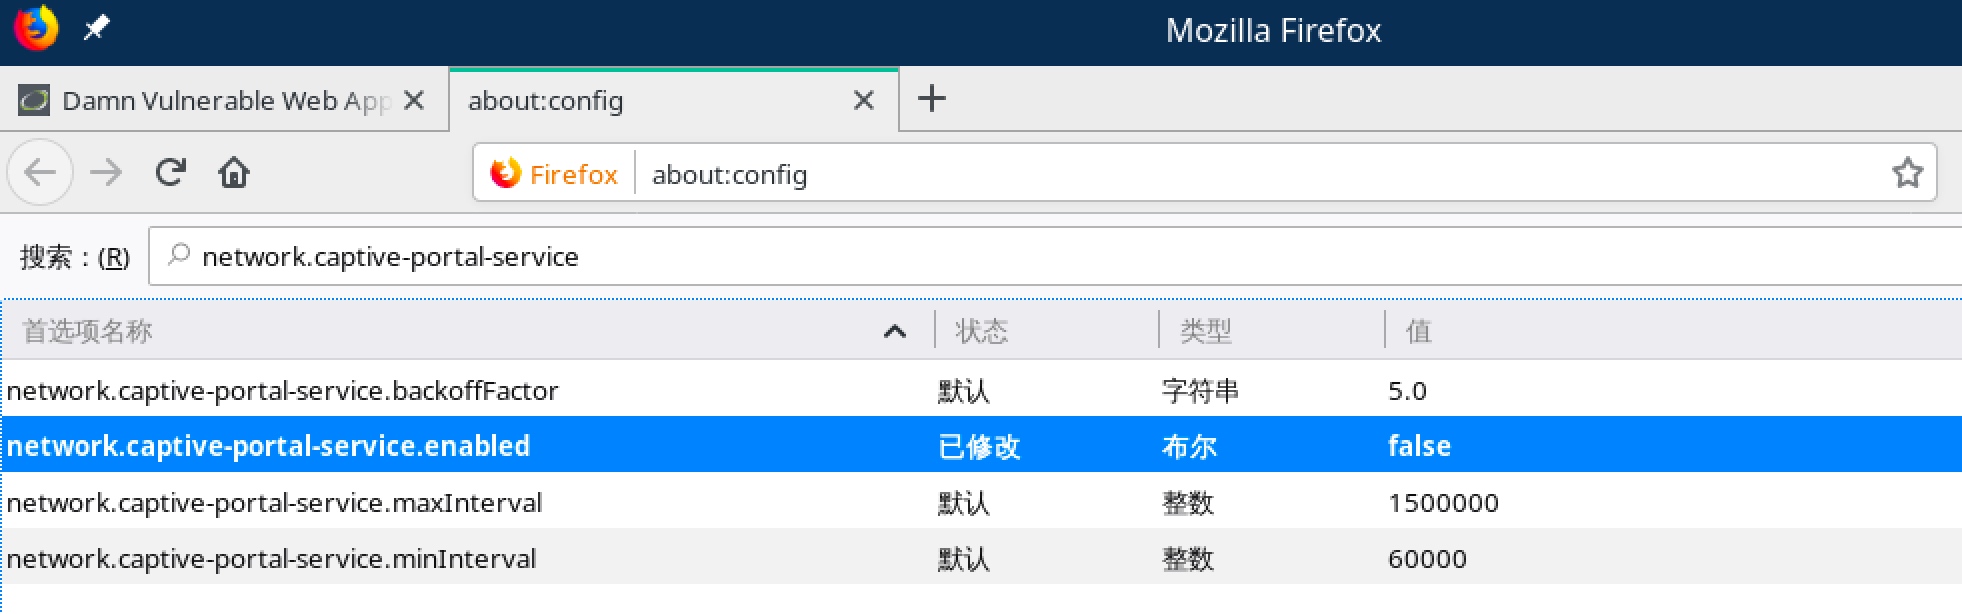 Mozilla Firefox
Damn Vulnerable Web App
about:config
Firefox about:config
搜索：(R) network.captive-portal-service
首选项名称 状态 类型 值
network.captive-portal-service.backoffFactor 默认 字符串 5.0
network.captive-portal-service.enabled 已修改 布尔 false
network.captive-portal-service.maxInterval 默认 整数 1500000
network.captive-portal-service.minInterval 默认 整数 60000